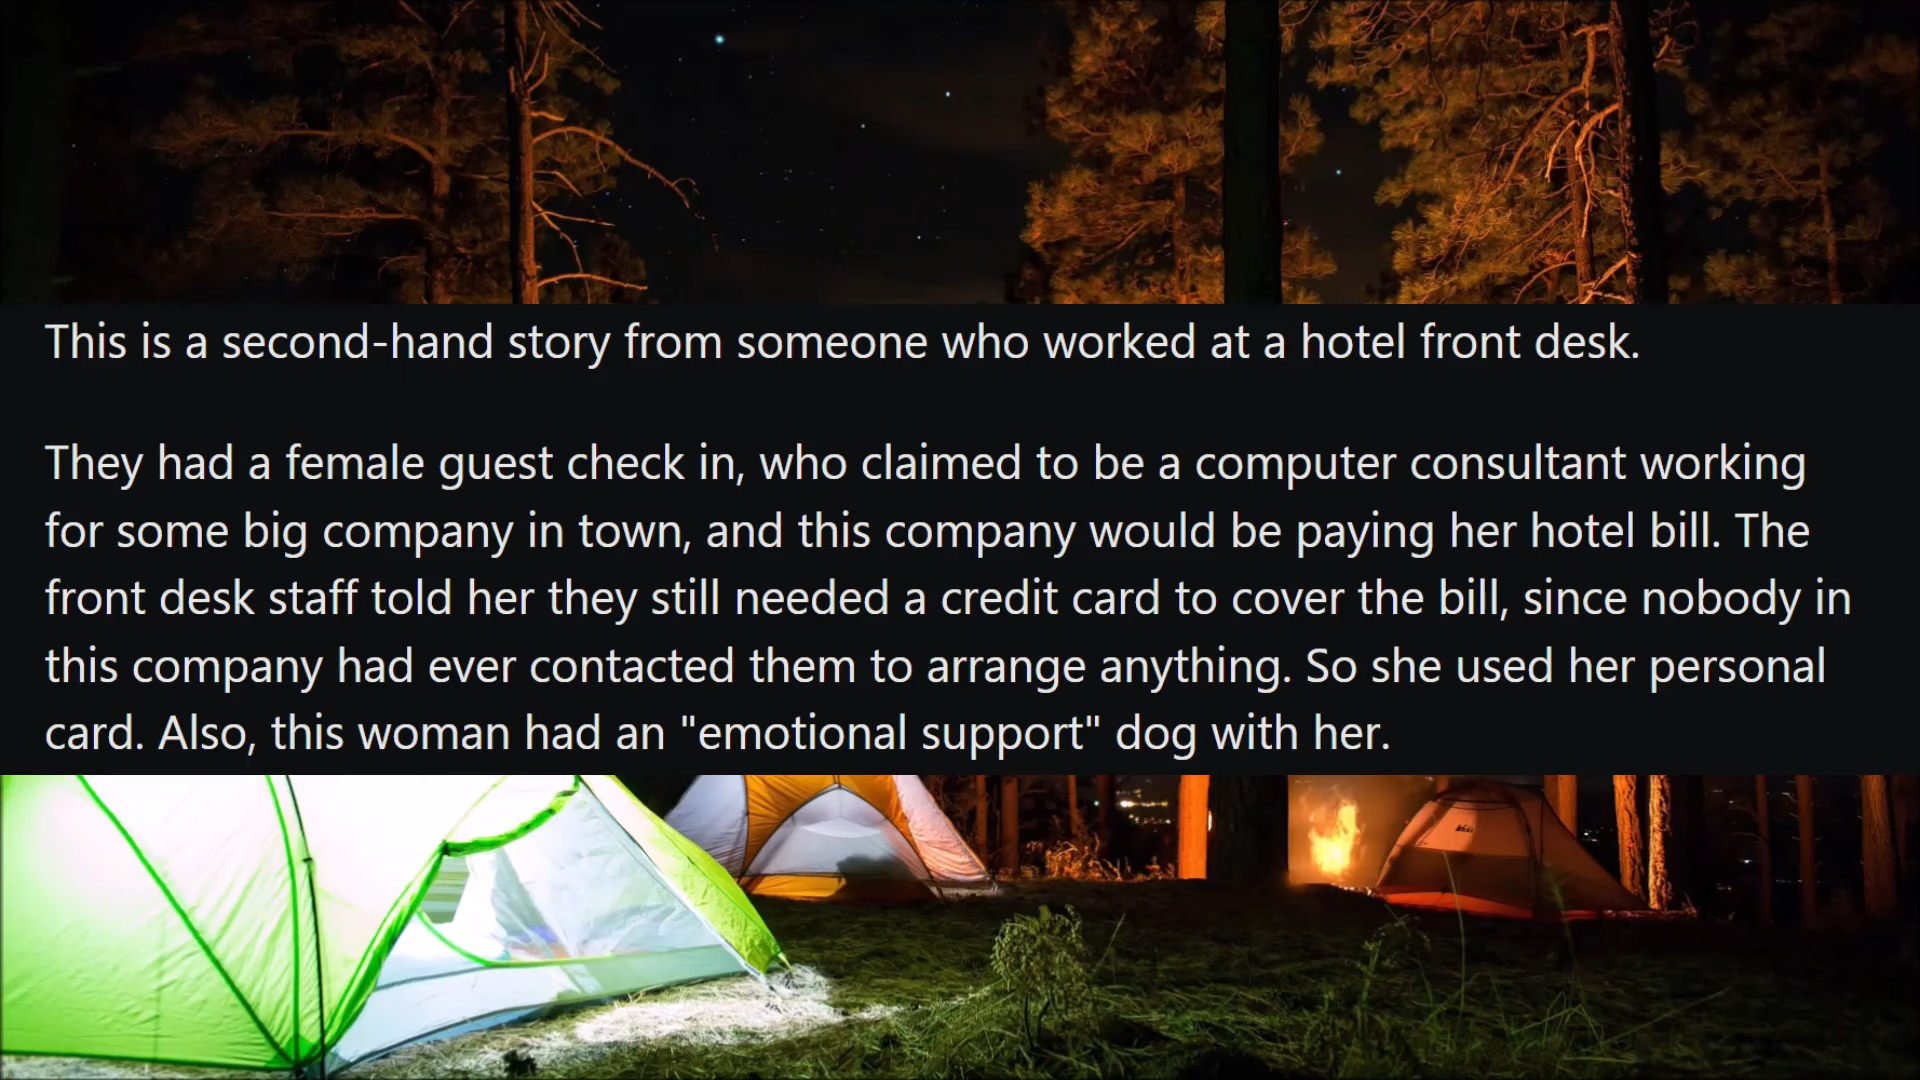 This is a second-hand story from someone who worked at a hotel front desk.
They had a female guest check in, who claimed to be a computer consultant working
for some big company in town, and this company would be paying her hotel bill. The
front desk staff told her they still needed a credit card to cover the bill, since nobody in
this company had ever contacted them to arrange anything. So she used her personal
card. Also, this woman had an "emotional support" dog with her.